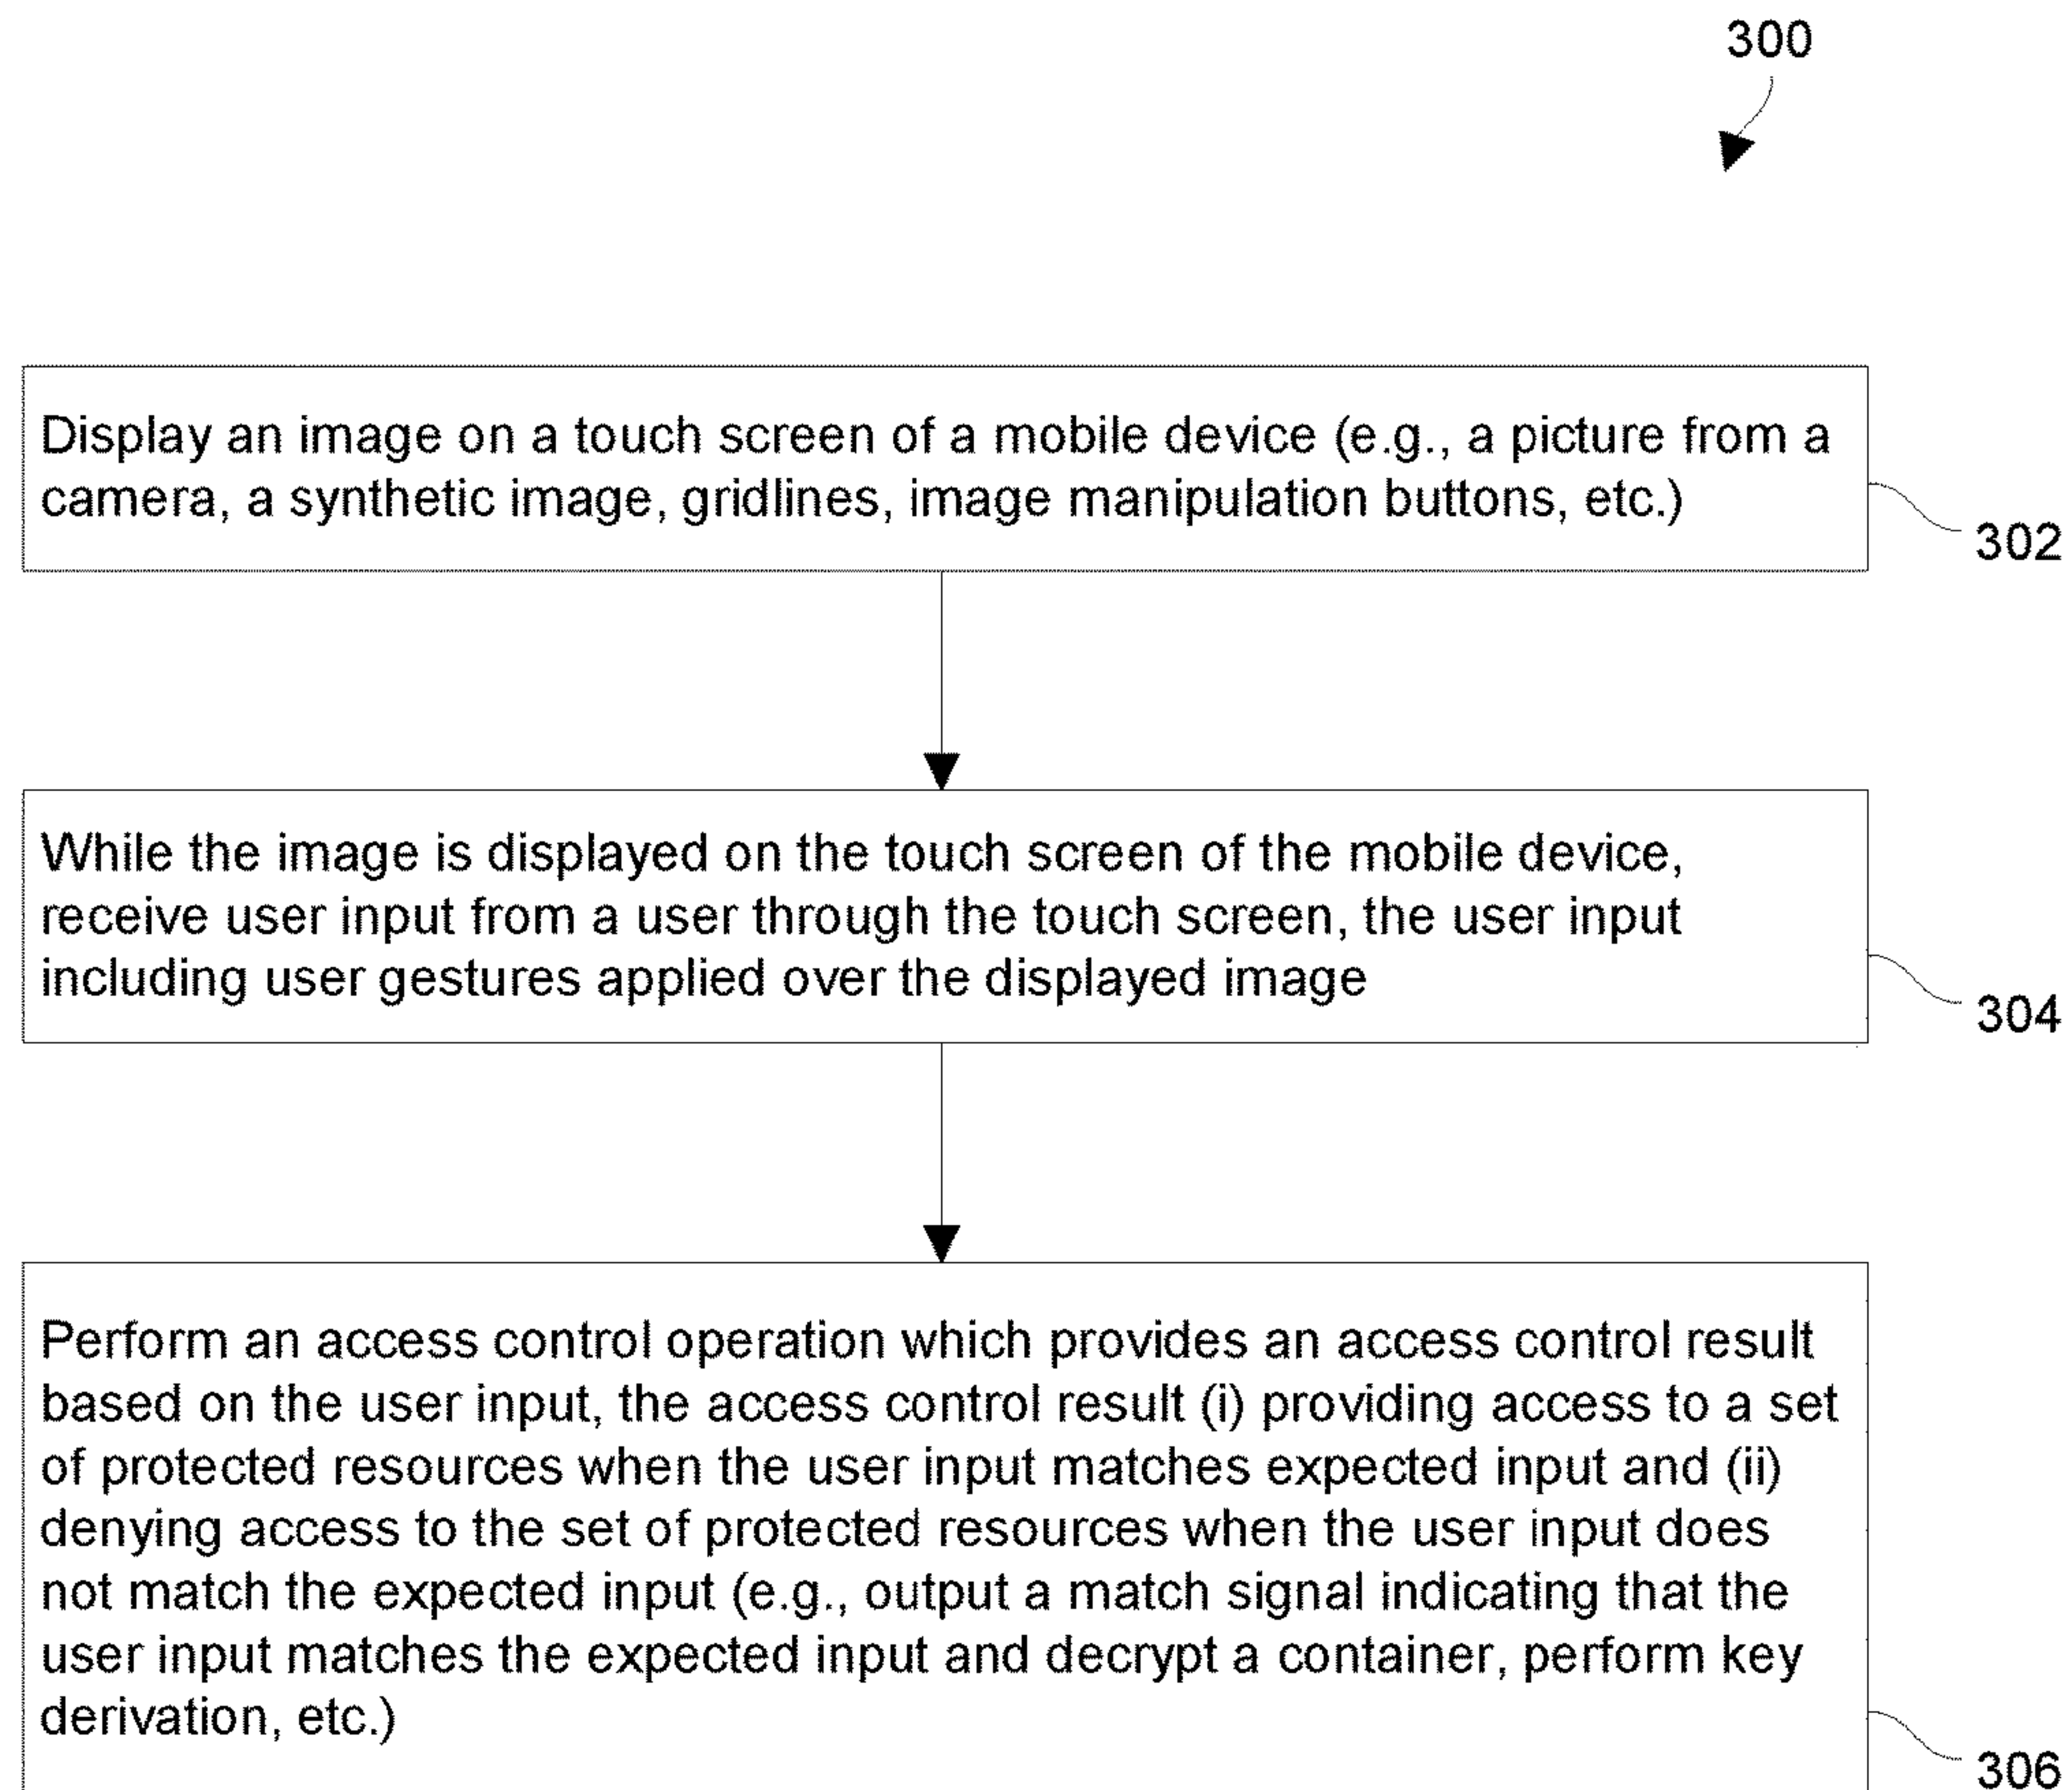 300
Display an image on a touch screen of a mobile device (e.g., a picture from a
camera, a synthetic image, gridlines, image manipulation buttons, etc.)
302
While the image is displayed on the touch screen of the mobile device,
receive user input from a user through the touch screen, the user input
including user gestures applied over the displayed image
304
Perform an access control operation which provides an access control result
based on the user input, the access control result (i) providing access to a set
of protected resources when the user input matches expected input and (ii)
denying access to the set of protected resources when the user input does
not match the expected input (e.g., output a match signal indicating that the
user input matches the expected input and decrypt a container, perform key
derivation, etc.)
306